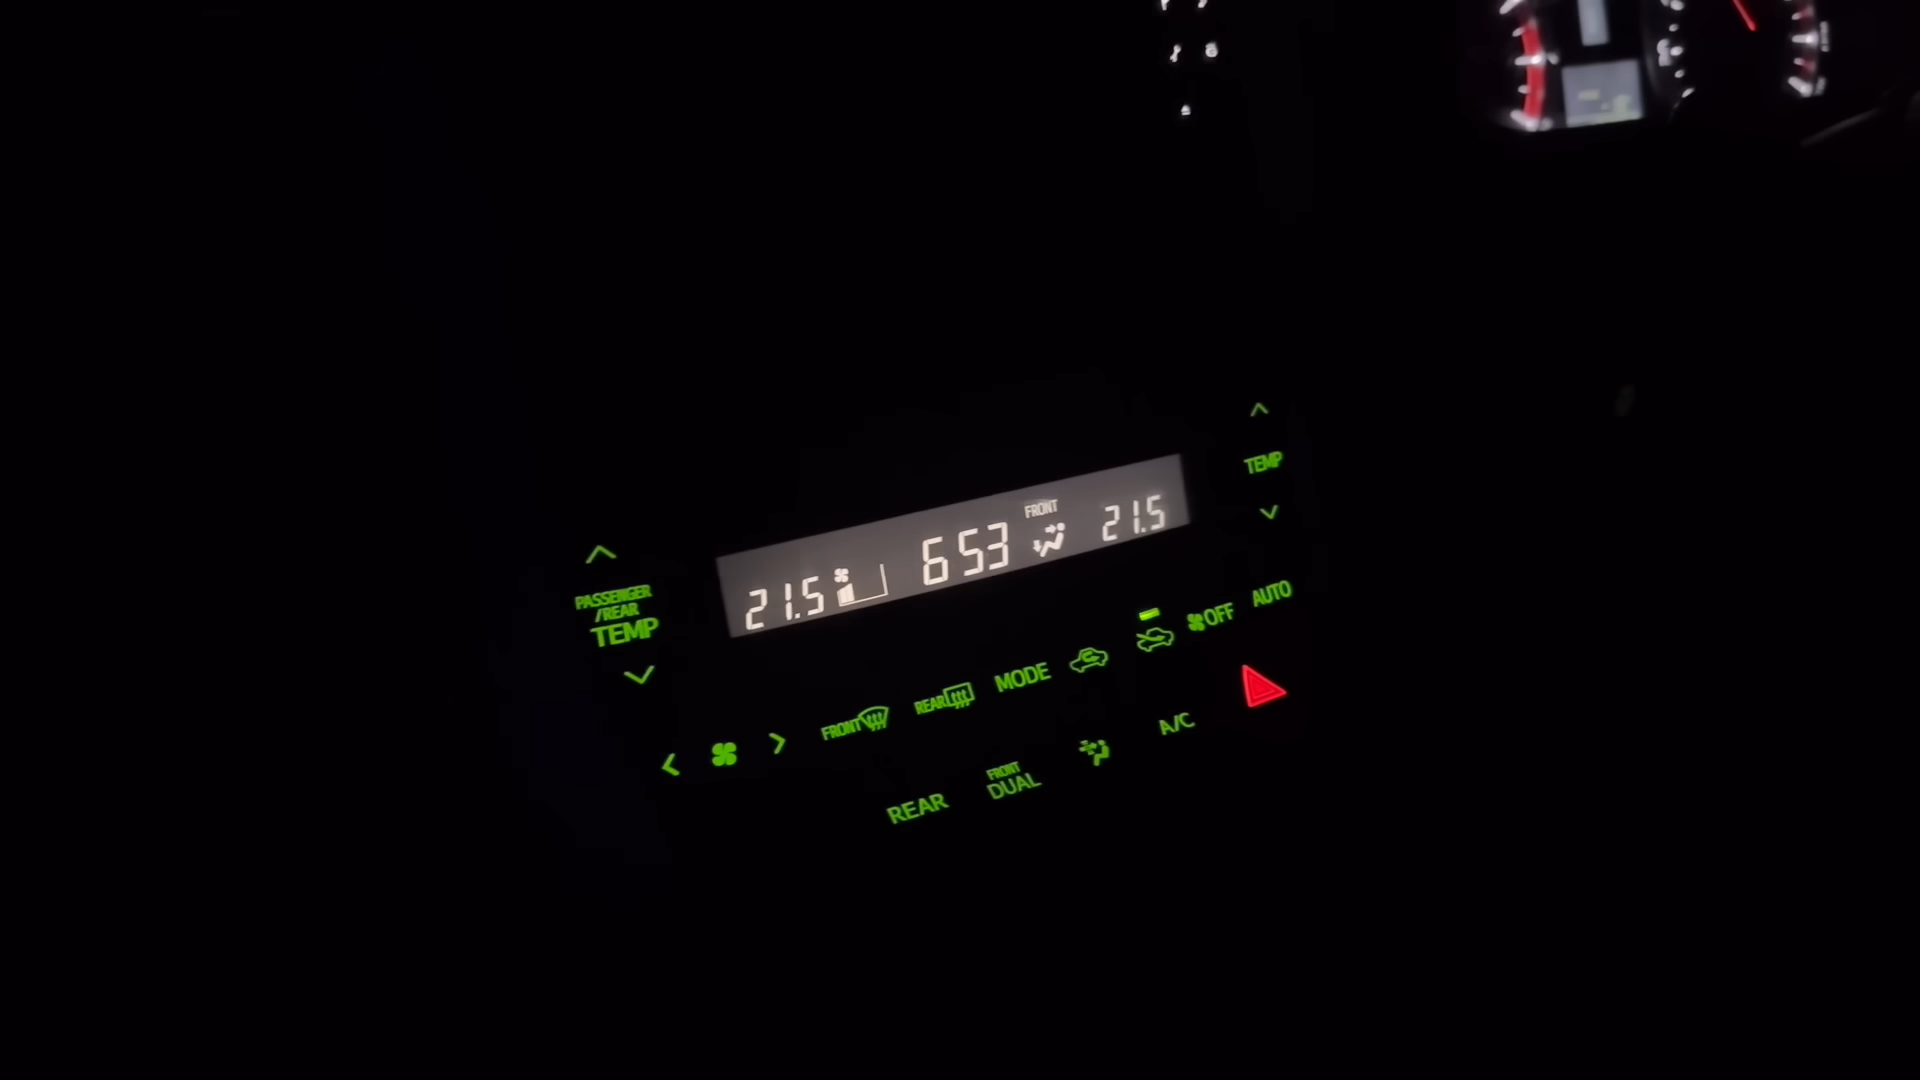 TEMP
FRONT
21.5 6 53 21.5
PASSENGER
/REAR
TEMP
FRONT REAR MODE OFF AUTO
REAR FRONT
DUAL A/C